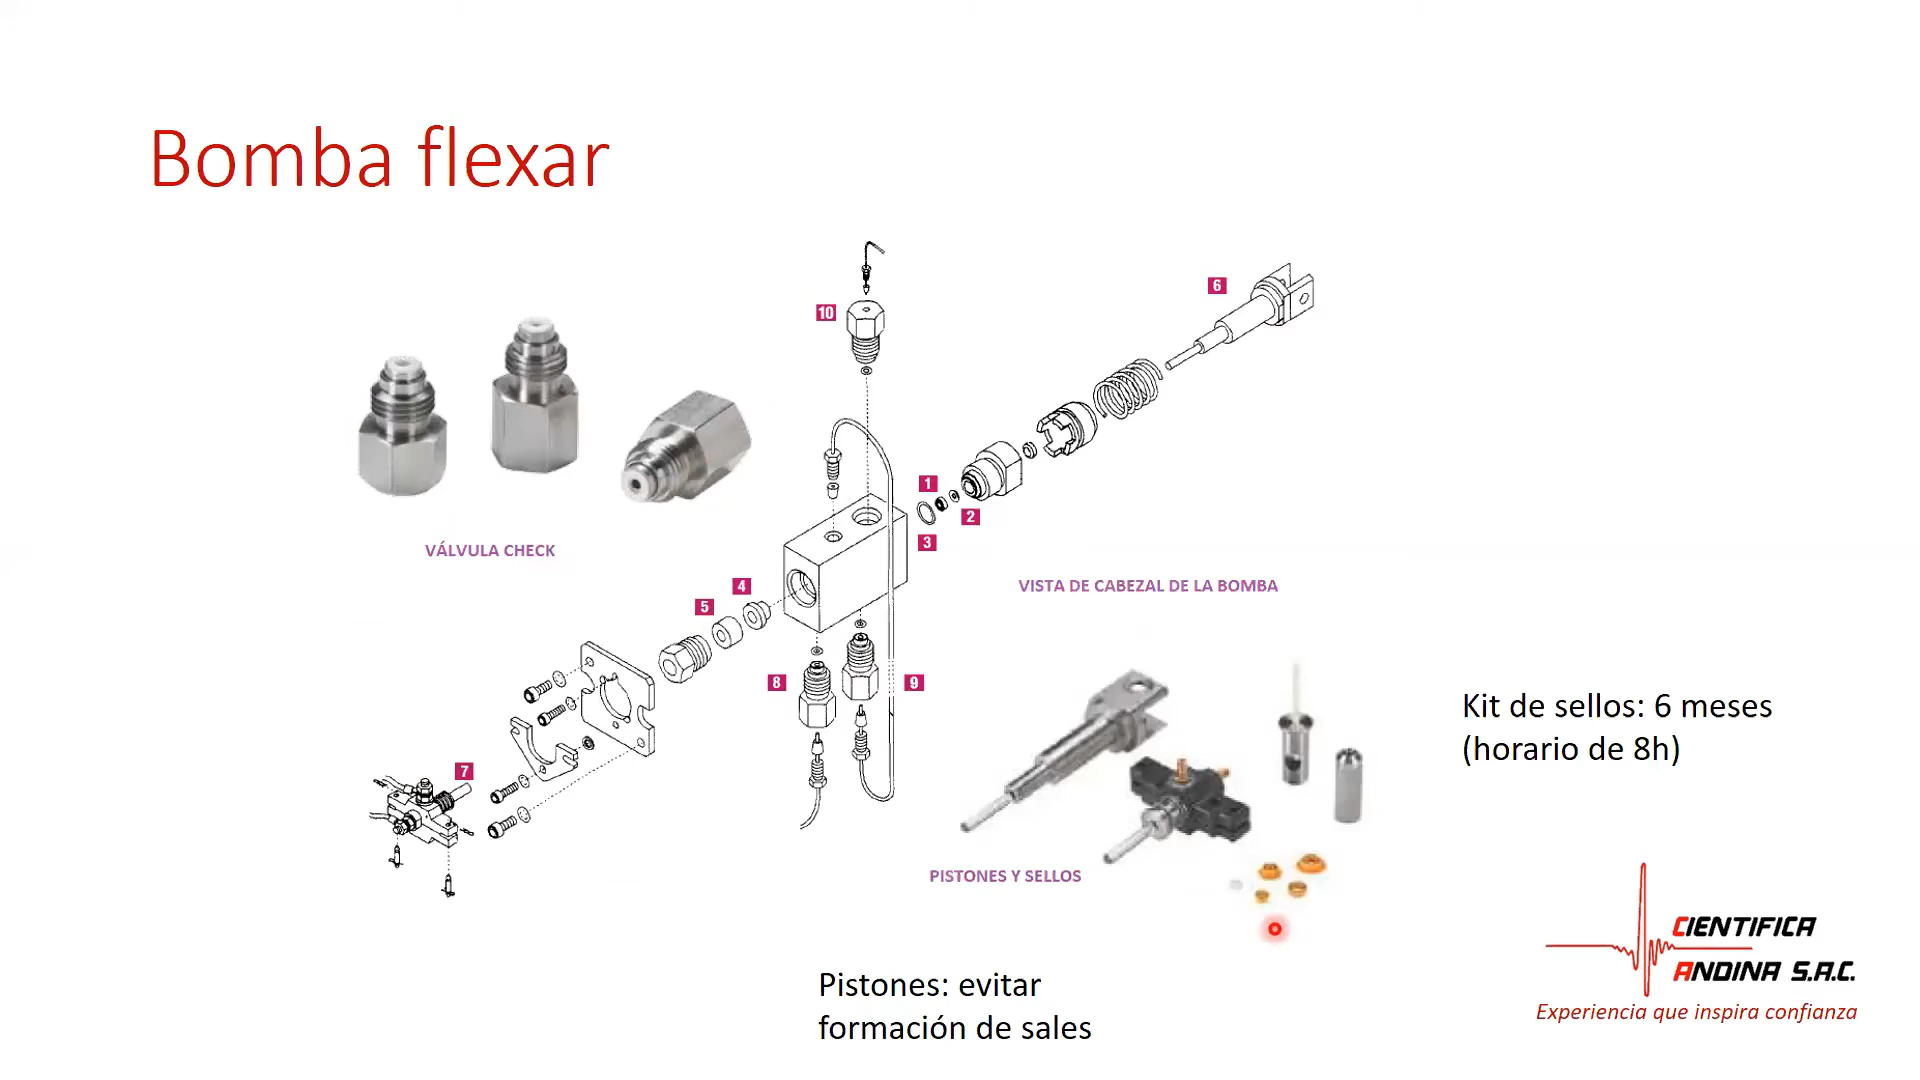 Bomba flexar
6
10
1
2
3
VÁLVULA CHECK
4
5
VISTA DE CABEZAL DE LA BOMBA
8
9
7
Kit de sellos: 6 meses
(horario de 8h)
PISTONES Y SELLOS
Pistones: evitar
formación de sales
CIENTIFICA
ANDINA S.A.C.
Experiencia que inspira confianza